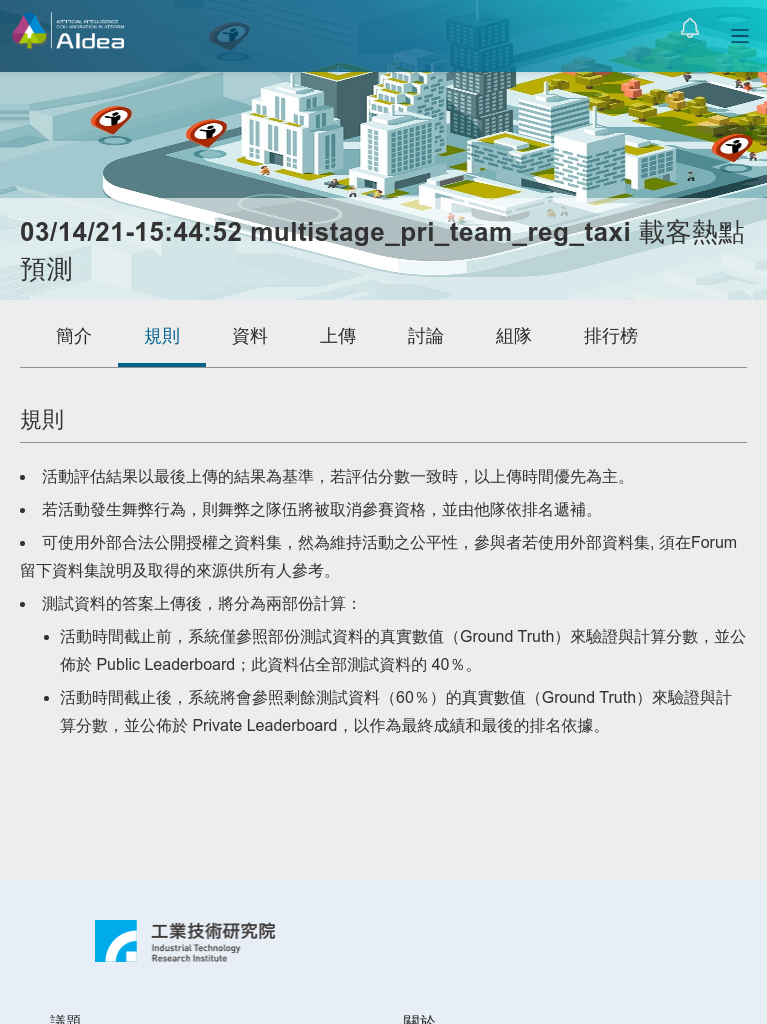 ARTIFICIAL INTELLIGENCE
COLLABORATION PLATFORM
AIdea
03/14/21-15:44:52 multistage_pri_team_reg_taxi 載客熱點
預測
簡介 規則 資料 上傳 討論 組隊 排行榜
規則
• 活動評估結果以最後上傳的結果為基準，若評估分數一致時，以上傳時間優先為主。
• 若活動發生舞弊行為，則舞弊之隊伍將被取消參賽資格，並由他隊依排名遞補。
• 可使用外部合法公開授權之資料集，然為維持活動之公平性，參與者若使用外部資料集, 須在Forum
留下資料集說明及取得的來源供所有人參考。
• 測試資料的答案上傳後，將分為兩部份計算：
• 活動時間截止前，系統僅參照部份測試資料的真實數值（Ground Truth）來驗證與計算分數，並公
佈於 Public Leaderboard；此資料佔全部測試資料的 40％。
• 活動時間截止後，系統將會參照剩餘測試資料（60％）的真實數值（Ground Truth）來驗證與計
算分數，並公佈於 Private Leaderboard，以作為最終成績和最後的排名依據。
工業技術研究院
Industrial Technology
Research Institute
議題 關於